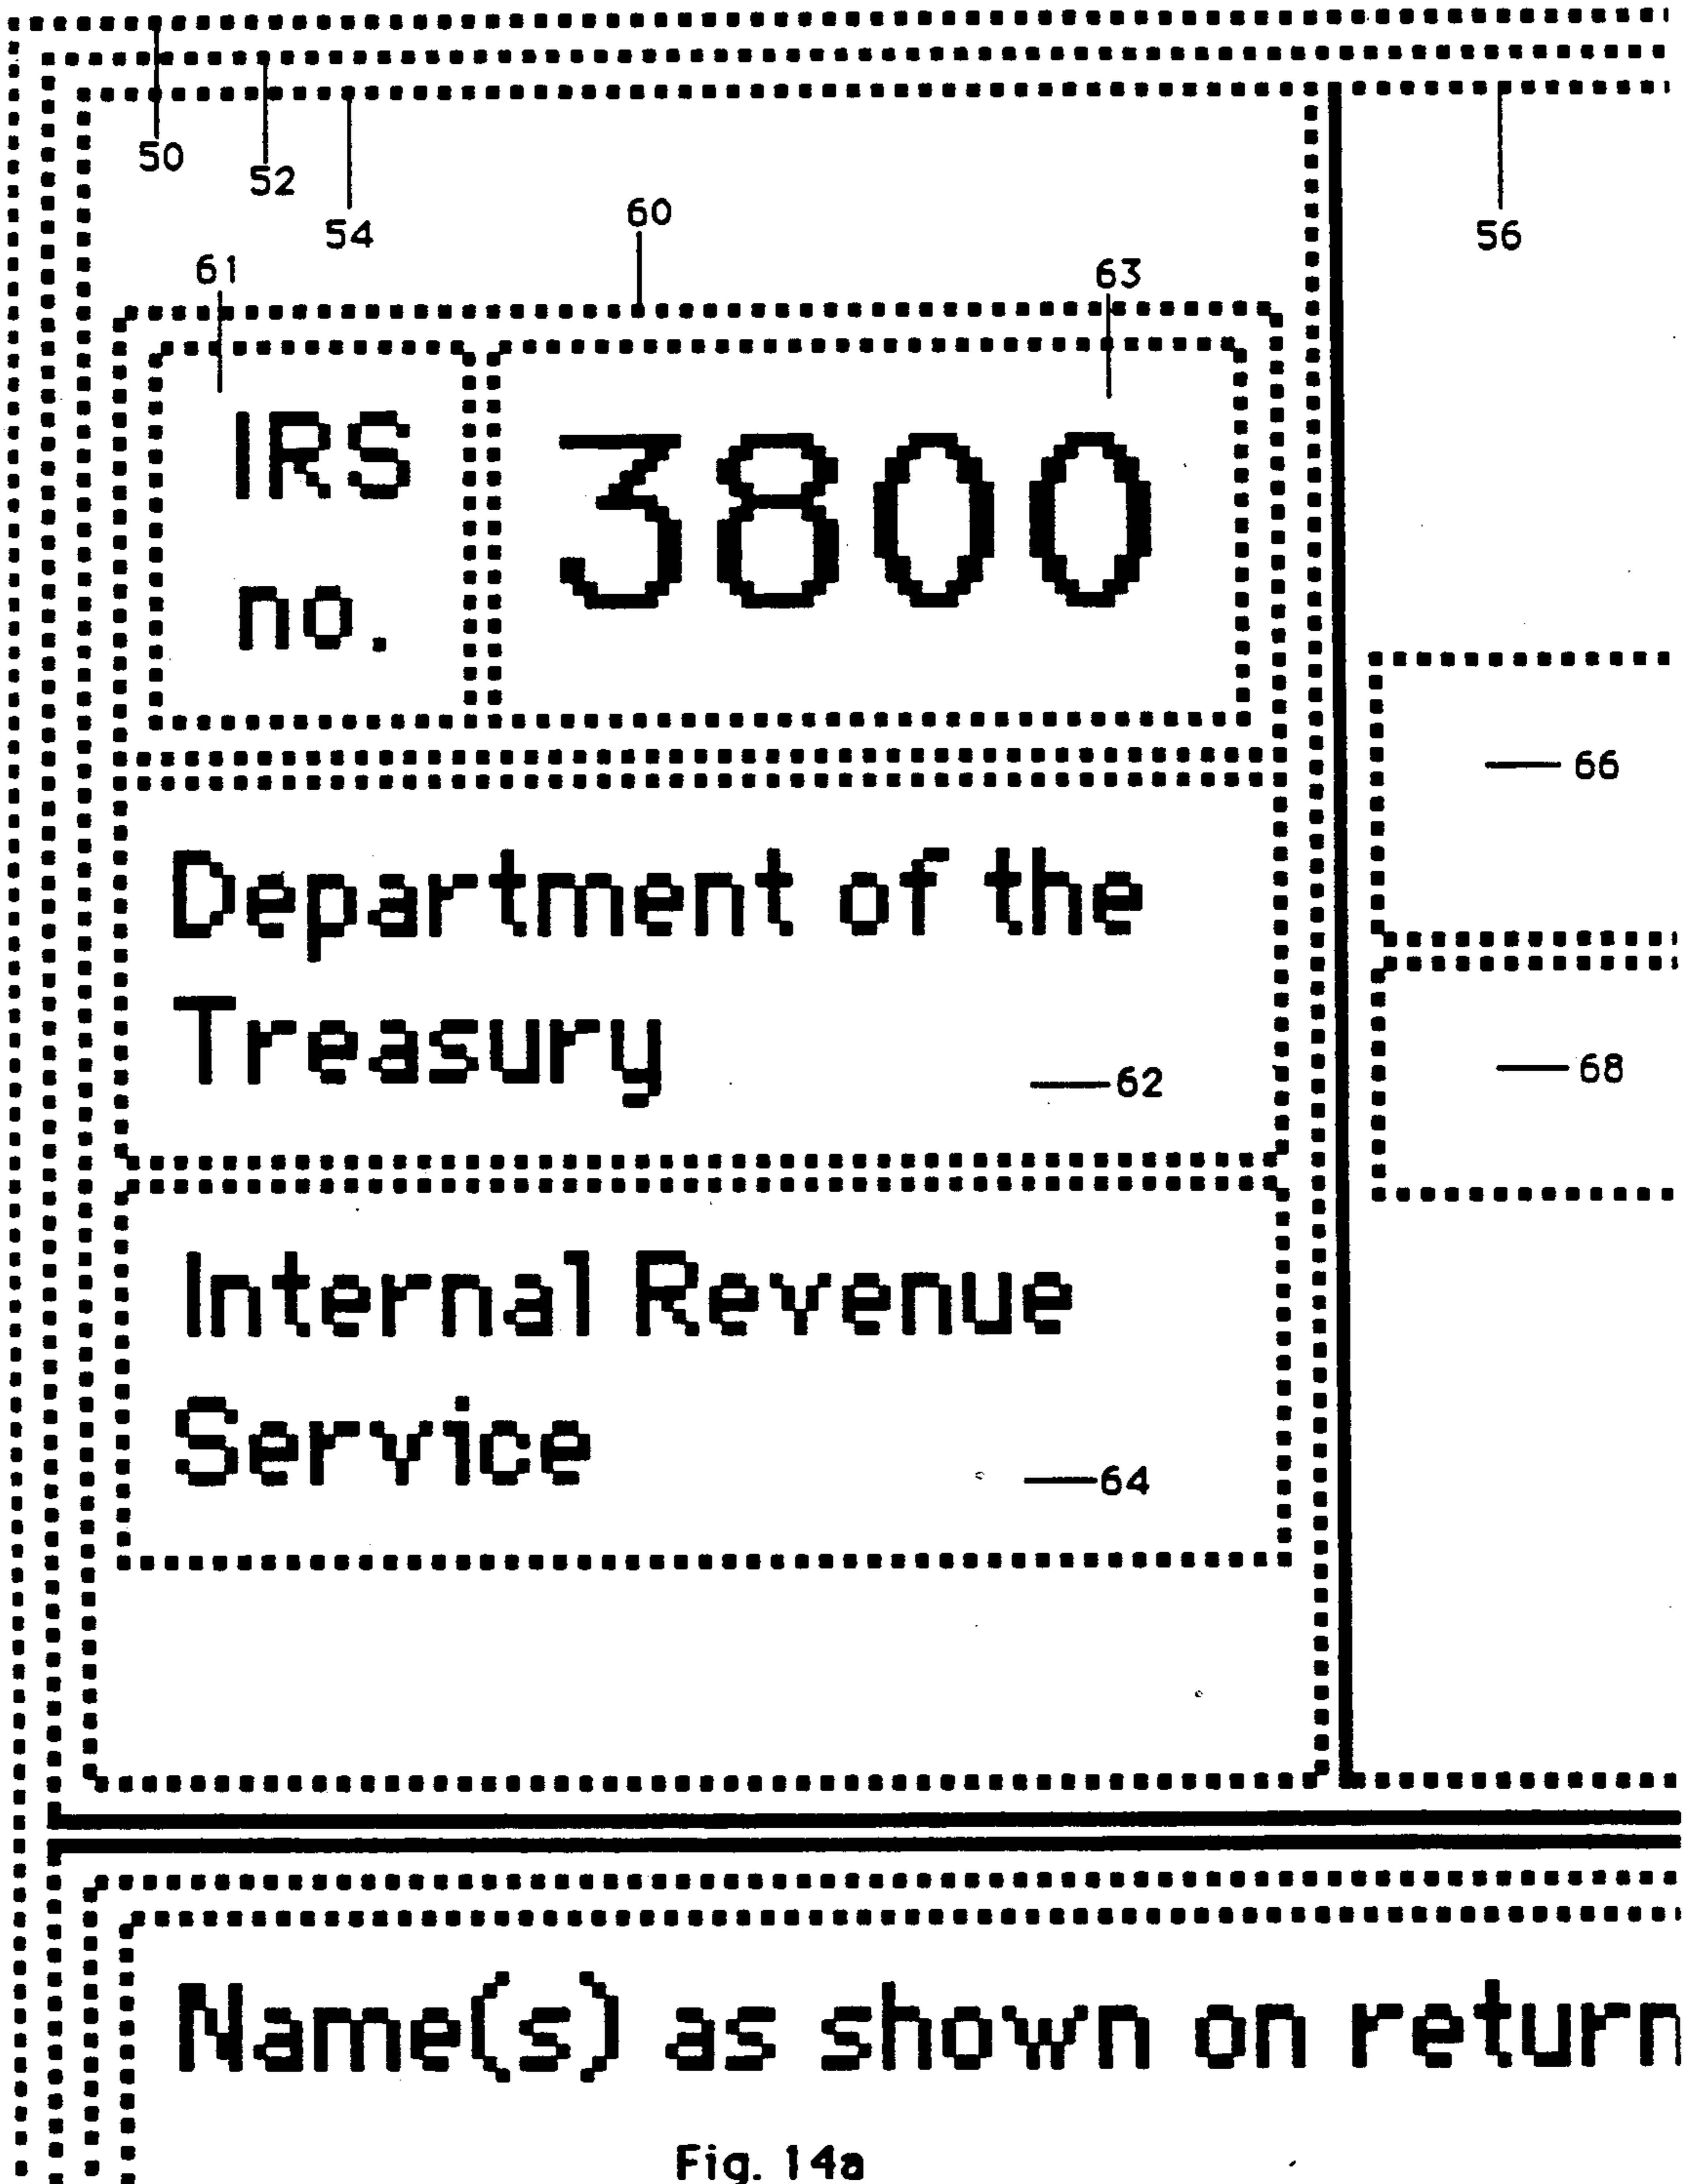 50
52
54
56
60
61
63
IRS
no.
3800
66
Department of the
Treasury
62
68
Internal Revenue
Service
64
Name(s) as shown on return
Fig. 14a